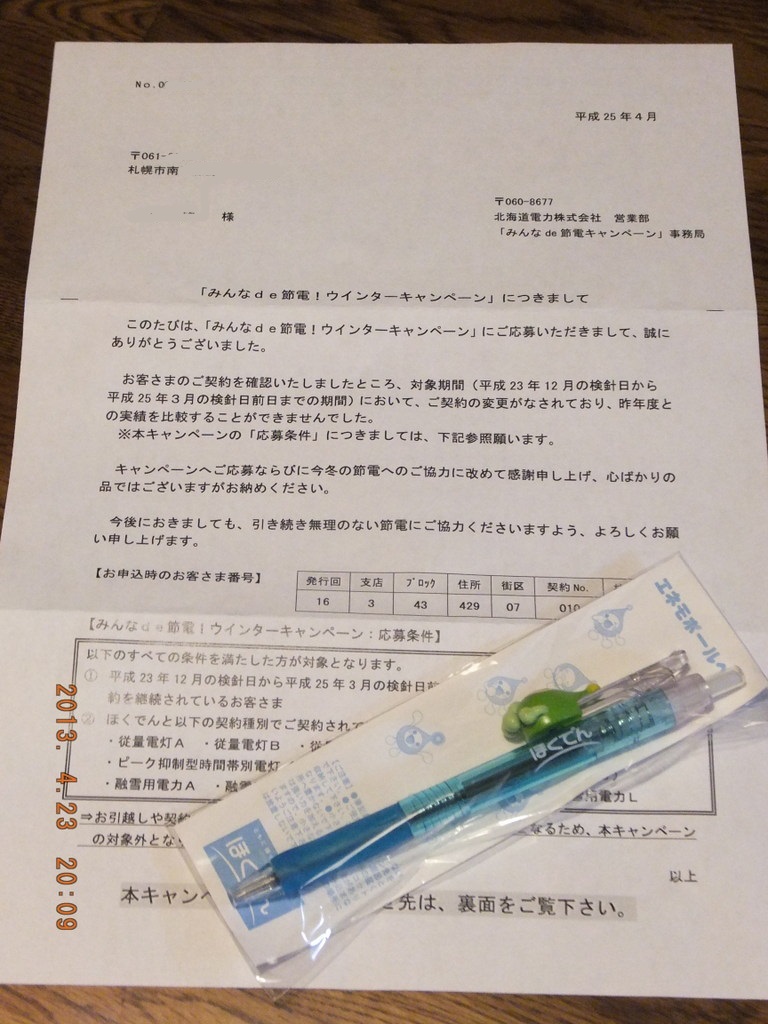 No.0
平成25年4月
〒061-
札幌市南
様
〒060-8677
北海道電力株式会社　営業部
「みんなde節電キャンペーン」事務局
「みんなｄｅ節電！ウインターキャンペーン」につきまして
このたびは、「みんなｄｅ節電！ウインターキャンペーン」にご応募いただきまして、誠に
ありがとうございました。
お客さまのご契約を確認いたしましたところ、対象期間（平成23年12月の検針日から
平成25年3月の検針日前日までの期間）において、ご契約の変更がなされており、昨年度と
の実績を比較することができませんでした。
※本キャンペーンの「応募条件」につきましては、下記参照願います。
キャンペーンへご応募ならびに今冬の節電へのご協力に改めて感謝申し上げ、心ばかりの
品ではございますがお納めください。
今後におきましても、引き続き無理のない節電にご協力くださいますよう、よろしくお願
い申し上げます。
【お申込時のお客さま番号】
発行回 支店 ブロック 住所 街区 契約No.
16 3 43 429 07 010
【みんなｄｅ節電！ウインターキャンペーン：応募条件】
以下のすべての条件を満たした方が対象となります。
① 平成23年12月の検針日から平成25年3月の検針日前
約を継続されているお客さま
② ほくでんと以下の契約種別でご契約されて
・従量電灯Ａ ・従量電灯Ｂ ・従
・ピーク抑制型時間帯別電灯
・融雪用電力Ａ ・融雪 電力Ｌ
⇒お引越しや契約 なるため、本キャンペーン
の対象外とな
以上
本キャンペ 先は、裏面をご覧下さい。
エネモホールペ
ほくでん
ほくでん
2013. 4.23 20:09